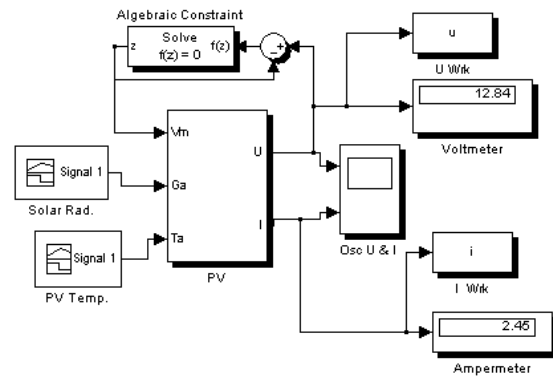 Algebraic Constraint
z
Solve
f(z) = 0
f(z)
−
+
u
U Wrk
12.84
Voltmeter
Vm
U
Signal 1
Ga
Solar Rad.
I
Osc U & I
Signal 1
Ta
PV
PV Temp.
i
I Wrk
2.45
Ampermeter